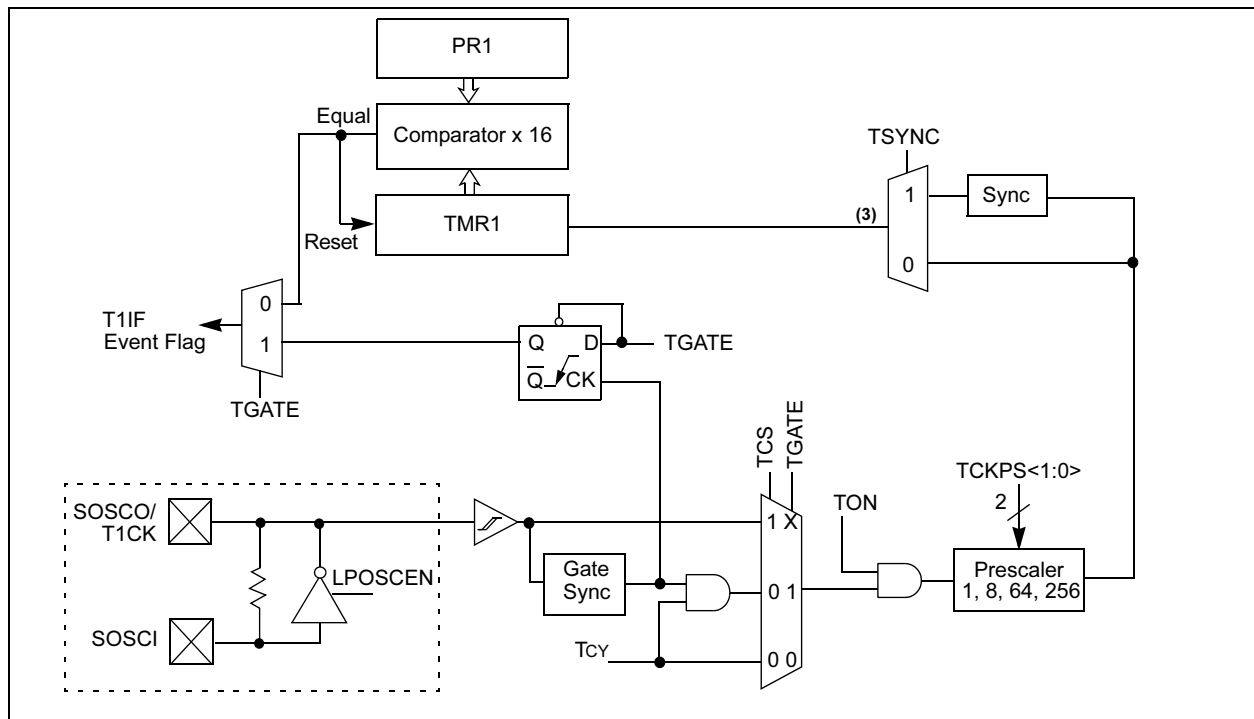 PR1
Equal
Comparator x 16
TSYNC
1
Sync
(3)
TMR1
Reset
0
0
T1IF
Event Flag
1
Q
D
TGATE
Q
CK
TGATE
TCS
TGATE
TCKPS<1:0>
2
SOSCO/
T1CK
TON
1 X
LPOSCEN
Gate
Sync
0 1
Prescaler
1, 8, 64, 256
SOSCI
TCY
0 0